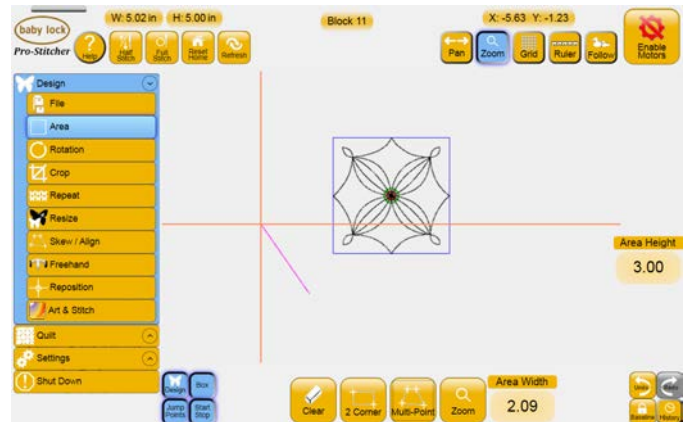 W: 5.02 in H: 5.00 in
Block 11
X: -5.63 Y: -1.23
baby lock
Pro-Stitcher
Help
Half Stitch
Full Stitch
Reset Home
Refresh
Pan
Zoom
Grid
Ruler
Follow
Enable Motors
Design
File
Area
Rotation
Crop
Repeat
Resize
Skew / Align
Freehand
Reposition
Art & Stitch
Quilt
Settings
Shut Down
Area Height
3.00
Design
Box
Jump Points
Start Stop
Clear
2 Corner
Multi-Point
Zoom
Area Width
2.09
Undo
Redo
Baseline
History